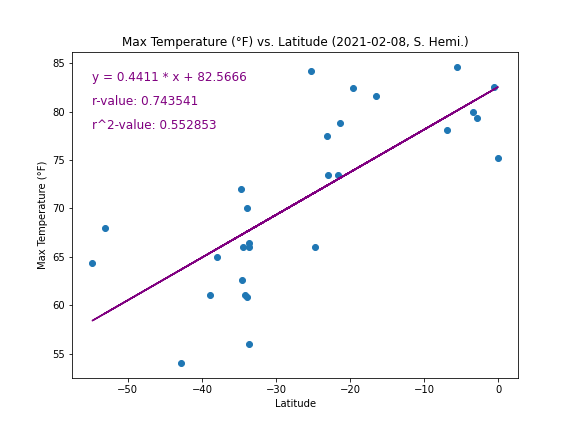 Max Temperature (°F) vs. Latitude (2021-02-08, S. Hemi.)
y = 0.4411 * x + 82.5666
r-value: 0.743541
r^2-value: 0.552853
Max Temperature (°F)
85
80
75
70
65
60
55
−50
−40
−30
−20
−10
0
Latitude